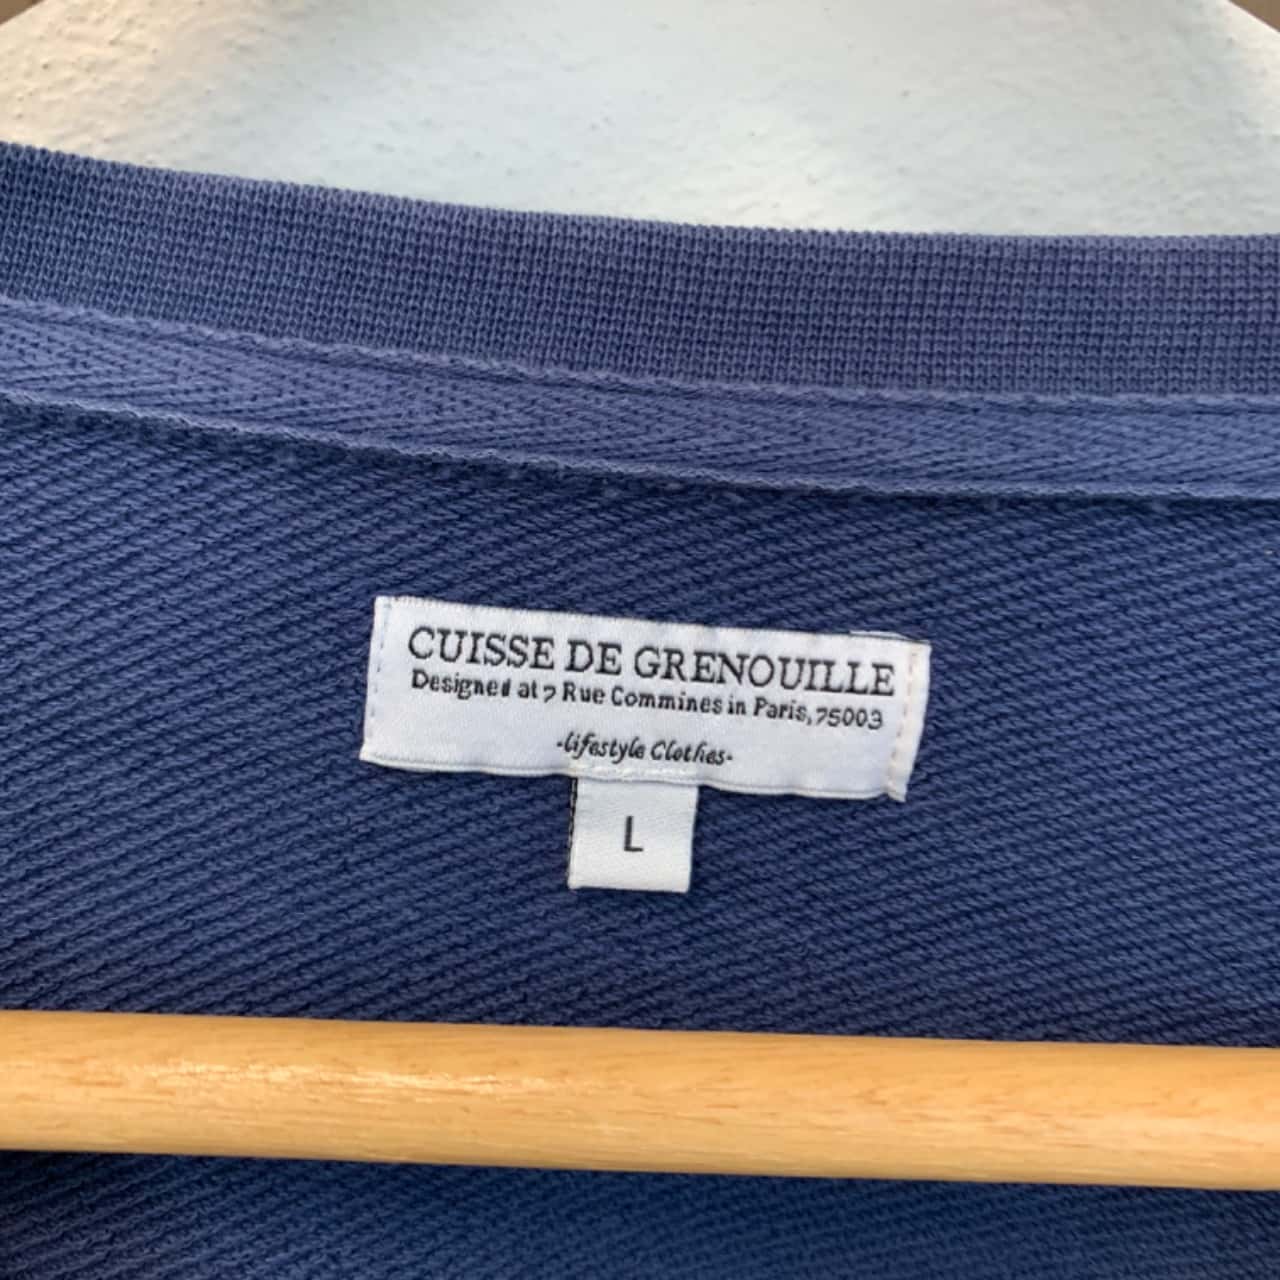 CUISSE DE GRENOUILLE
Designed at 7 Rue Commines in Paris, 75003
-lifestyle Clothes-
L